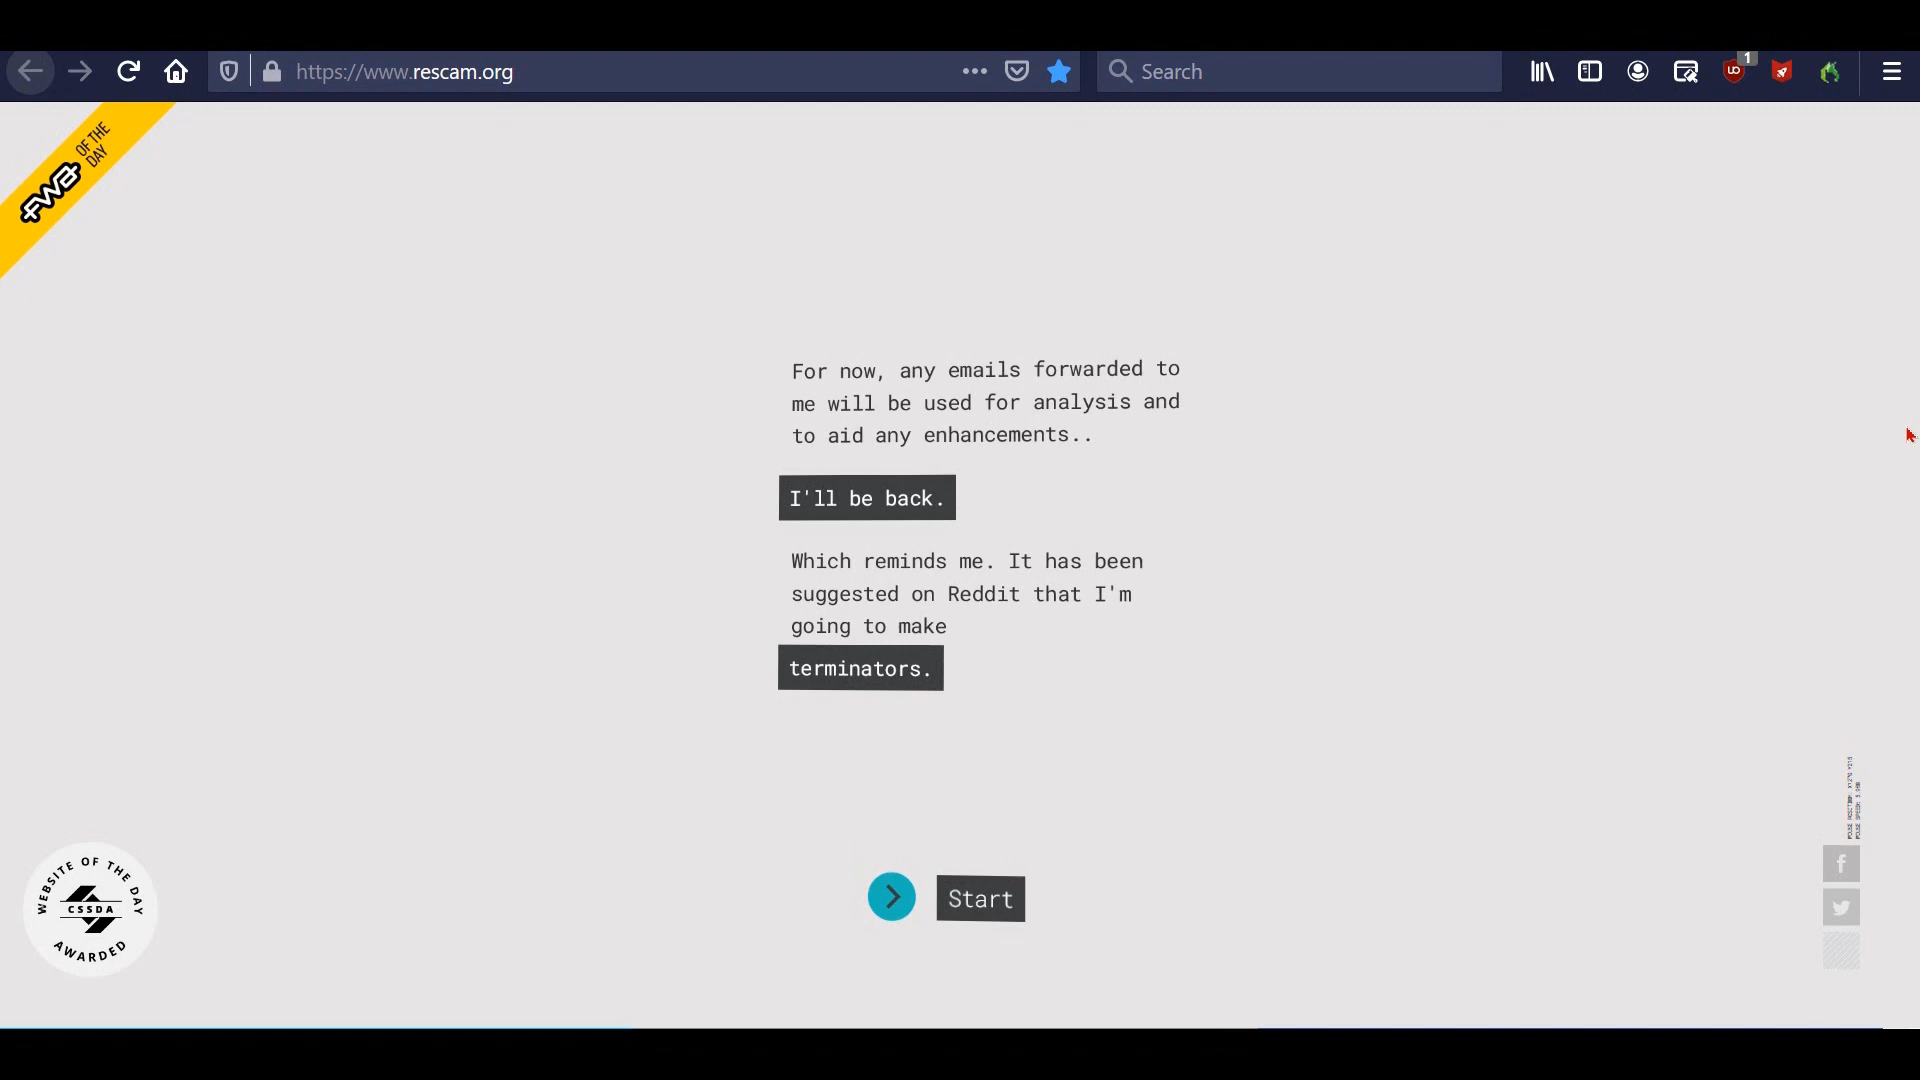 https://www.rescam.org
Search
1
FWA
OF THE
DAY
For now, any emails forwarded to
me will be used for analysis and
to aid any enhancements..
I'll be back.
Which reminds me. It has been
suggested on Reddit that I'm
going to make
terminators.
WEBSITE OF THE DAY
CSSDA
AWARDED
Start